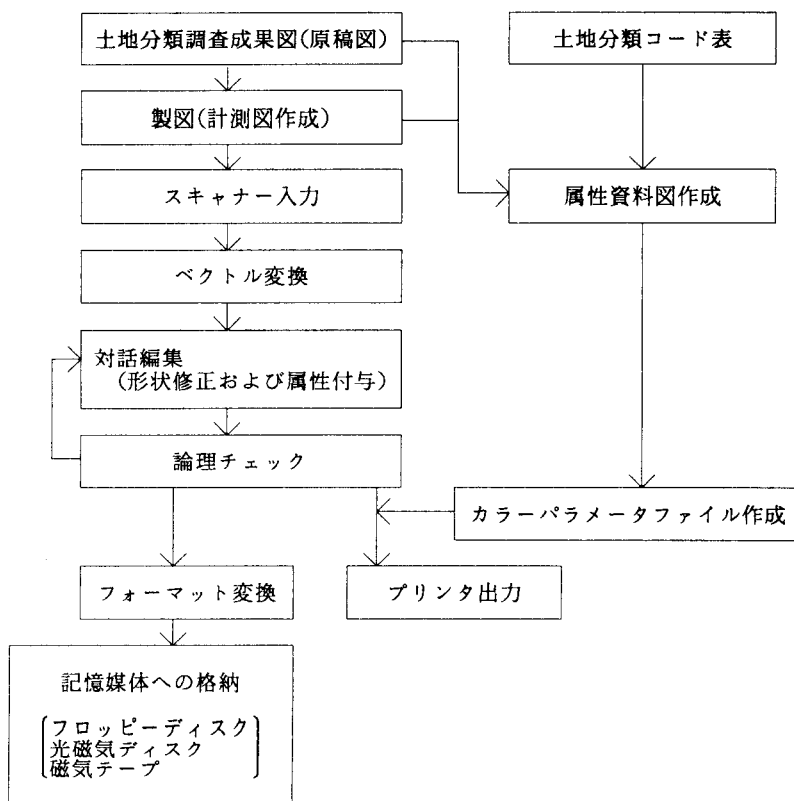 土地分類調査成果図(原稿図)
土地分類コード表
製図(計測図作成)
スキャナー入力
属性資料図作成
ベクトル変換
対話編集
(形状修正および属性付与)
論理チェック
カラーパラメータファイル作成
フォーマット変換
プリンタ出力
記憶媒体への格納
フロッピーディスク
光磁気ディスク
磁気テープ